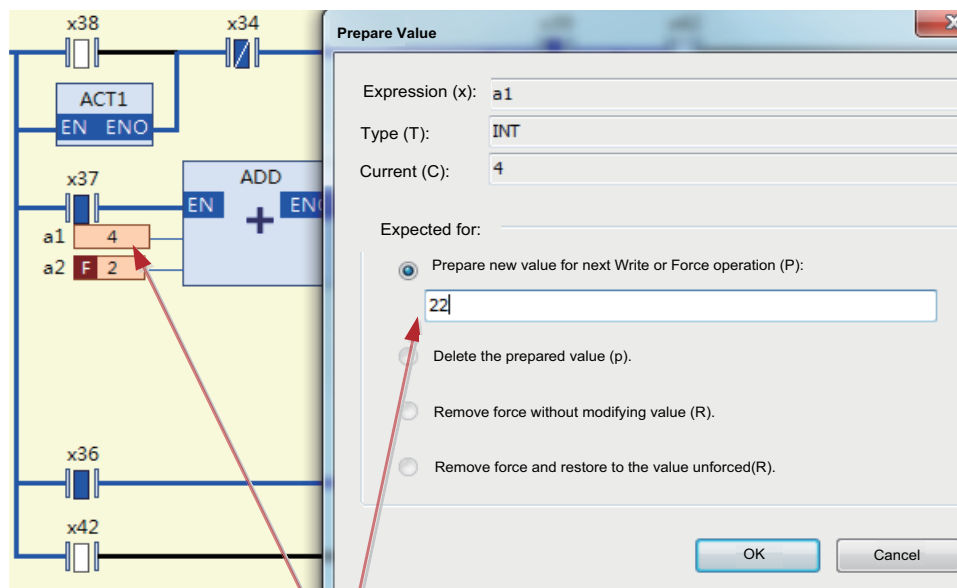 x38
x34
ACT1
EN ENO
x37
ADD
EN
a1 4
a2 F 2
x36
x42
Prepare Value
Expression (x): a1
Type (T): INT
Current (C): 4
Expected for:
Prepare new value for next Write or Force operation (P):
22
Delete the prepared value (p).
Remove force without modifying value (R).
Remove force and restore to the value unforced(R).
OK
Cancel